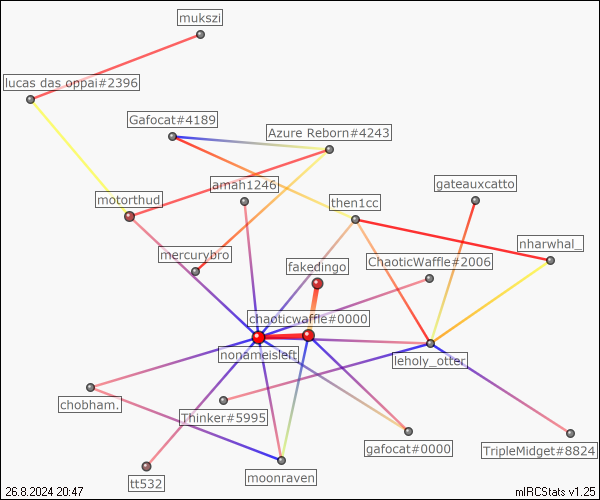 mukszi
lucas das oppai#2396
Gafocat#4189
Azure Reborn#4243
amah1246
gateauxcatto
motorthud
then1cc
nharwhal_
mercurybro
ChaoticWaffle#2006
fakedingo
chaoticwaffle#0000
nonameisleft
leholy_otter
chobham.
Thinker#5995
gafocat#0000
TripleMidget#8824
tt532
moonraven
26.8.2024 20:47
mIRCStats v1.25